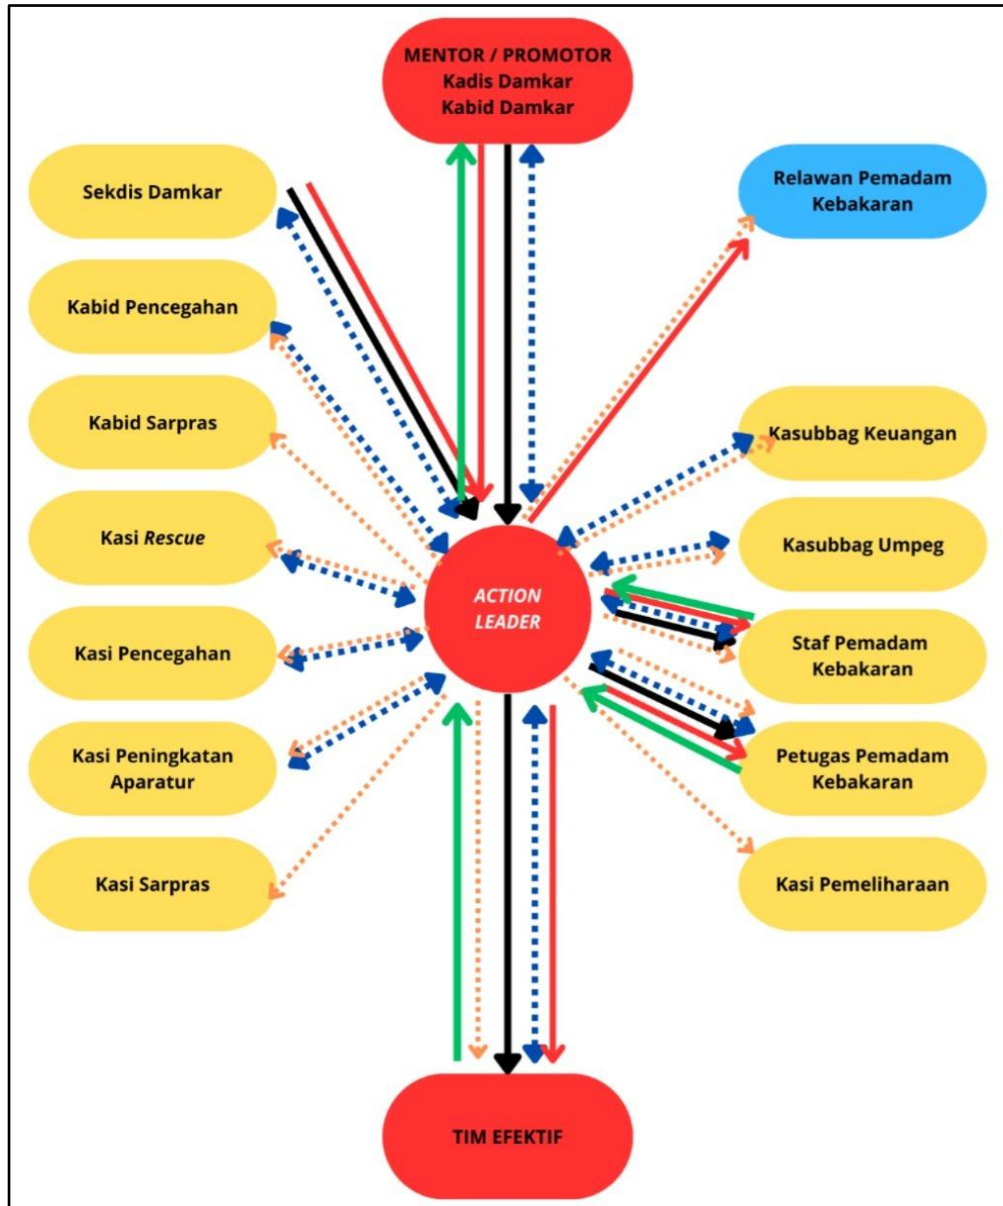 MENTOR / PROMOTOR
Kadis Damkar
Kabid Damkar
Sekdis Damkar
Kabid Pencegahan
Kabid Sarpras
Kasi Rescue
Kasi Pencegahan
Kasi Peningkatan
Aparatur
Kasi Sarpras
ACTION
LEADER
Relawan Pemadam
Kebakaran
Kasubbag Keuangan
Kasubbag Umpeg
Staf Pemadam
Kebakaran
Petugas Pemadam
Kebakaran
Kasi Pemeliharaan
TIM EFEKTIF